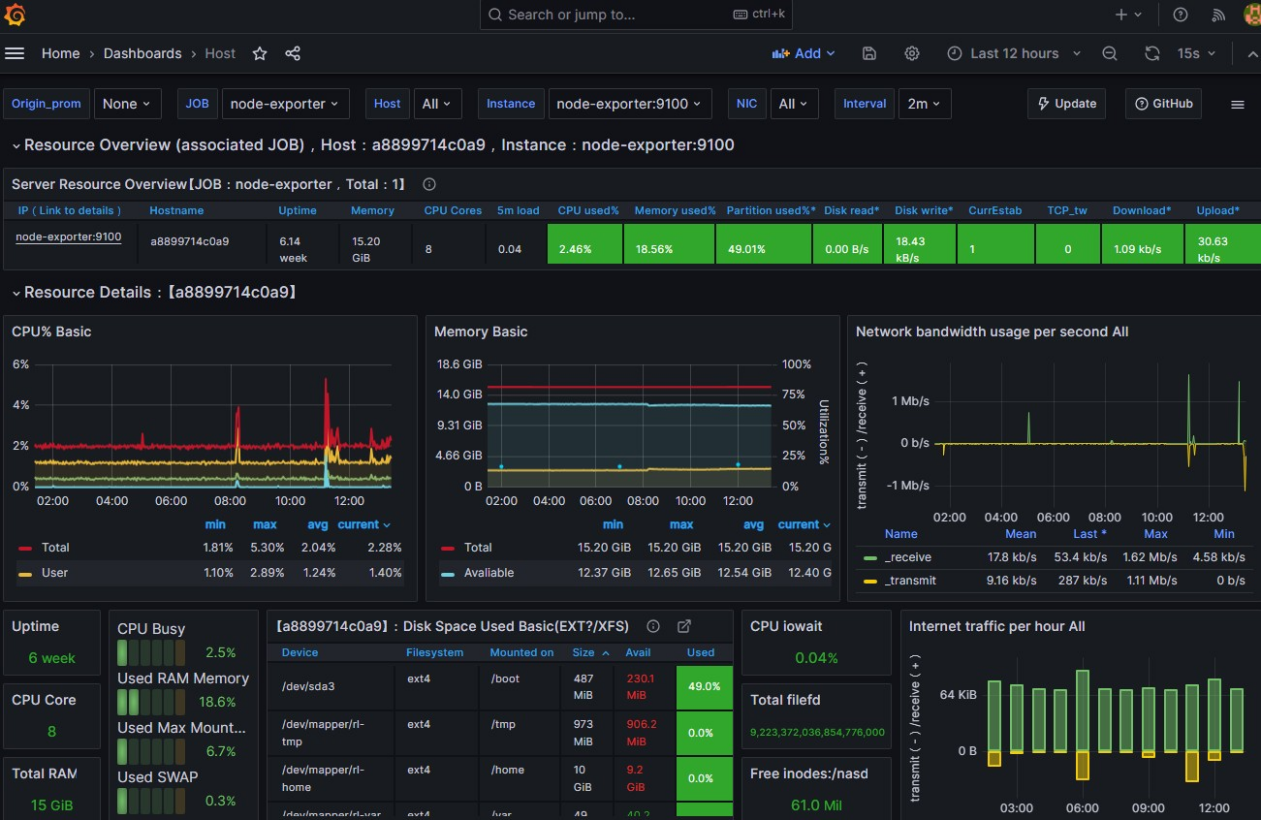 Search or jump to... ctrl+k
Home › Dashboards › Host Add Last 12 hours 15s
Origin_prom None JOB node-exporter Host All Instance node-exporter:9100 NIC All Interval 2m Update GitHub
Resource Overview (associated JOB) , Host : a8899714c0a9 , Instance : node-exporter:9100
Server Resource Overview【JOB : node-exporter , Total : 1】
IP ( Link to details ) Hostname Uptime Memory CPU Cores 5m load CPU used% Memory used% Partition used%* Disk read* Disk write* CurrEstab TCP_tw Download* Upload*
node-exporter:9100 a8899714c0a9 6.14 week 15.20 GiB 8 0.04 2.46% 18.56% 49.01% 0.00 B/s 18.43 kB/s 1 0 1.09 kb/s 30.63 kb/s
Resource Details :【a8899714c0a9】
CPU% Basic
6%
4%
2%
0%
02:00 04:00 06:00 08:00 10:00 12:00
min max avg current
Total 1.81% 5.30% 2.04% 2.28%
User 1.10% 2.89% 1.24% 1.40%
Memory Basic
18.6 GiB 100%
14.0 GiB 75%
9.31 GiB 50%
4.66 GiB 25%
0 B 0%
Utilization%
02:00 04:00 06:00 08:00 10:00 12:00
min max avg current
Total 15.20 GiB 15.20 GiB 15.20 GiB 15.20 G
Avaliable 12.37 GiB 12.65 GiB 12.54 GiB 12.40 G
Network bandwidth usage per second All
transmit ( - ) /receive ( + )
1 Mb/s
0 b/s
-1 Mb/s
02:00 04:00 06:00 08:00 10:00 12:00
Name Mean Last * Max Min
_receive 17.8 kb/s 53.4 kb/s 1.62 Mb/s 4.58 kb/s
_transmit 9.16 kb/s 287 kb/s 1.11 Mb/s 0 b/s
Uptime
6 week
CPU Core
8
Total RAM
15 GiB
CPU Busy
2.5%
Used RAM Memory
18.6%
Used Max Mount...
6.7%
Used SWAP
0.3%
【a8899714c0a9】: Disk Space Used Basic(EXT?/XFS)
Device Filesystem Mounted on Size Avail Used
/dev/sda3 ext4 /boot 487 MiB 230.1 MiB 49.0%
/dev/mapper/rl-tmp ext4 /tmp 973 MiB 906.2 MiB 0.0%
/dev/mapper/rl-home ext4 /home 10 GiB 9.2 GiB 0.0%
/dev/mapper/rl-var ext4 /var 49 40.2
CPU iowait
0.04%
Total filefd
9,223,372,036,854,776,000
Free inodes:/nasd
61.0 Mil
Internet traffic per hour All
transmit ( - ) /receive ( + )
64 KiB
0 B
03:00 06:00 09:00 12:00